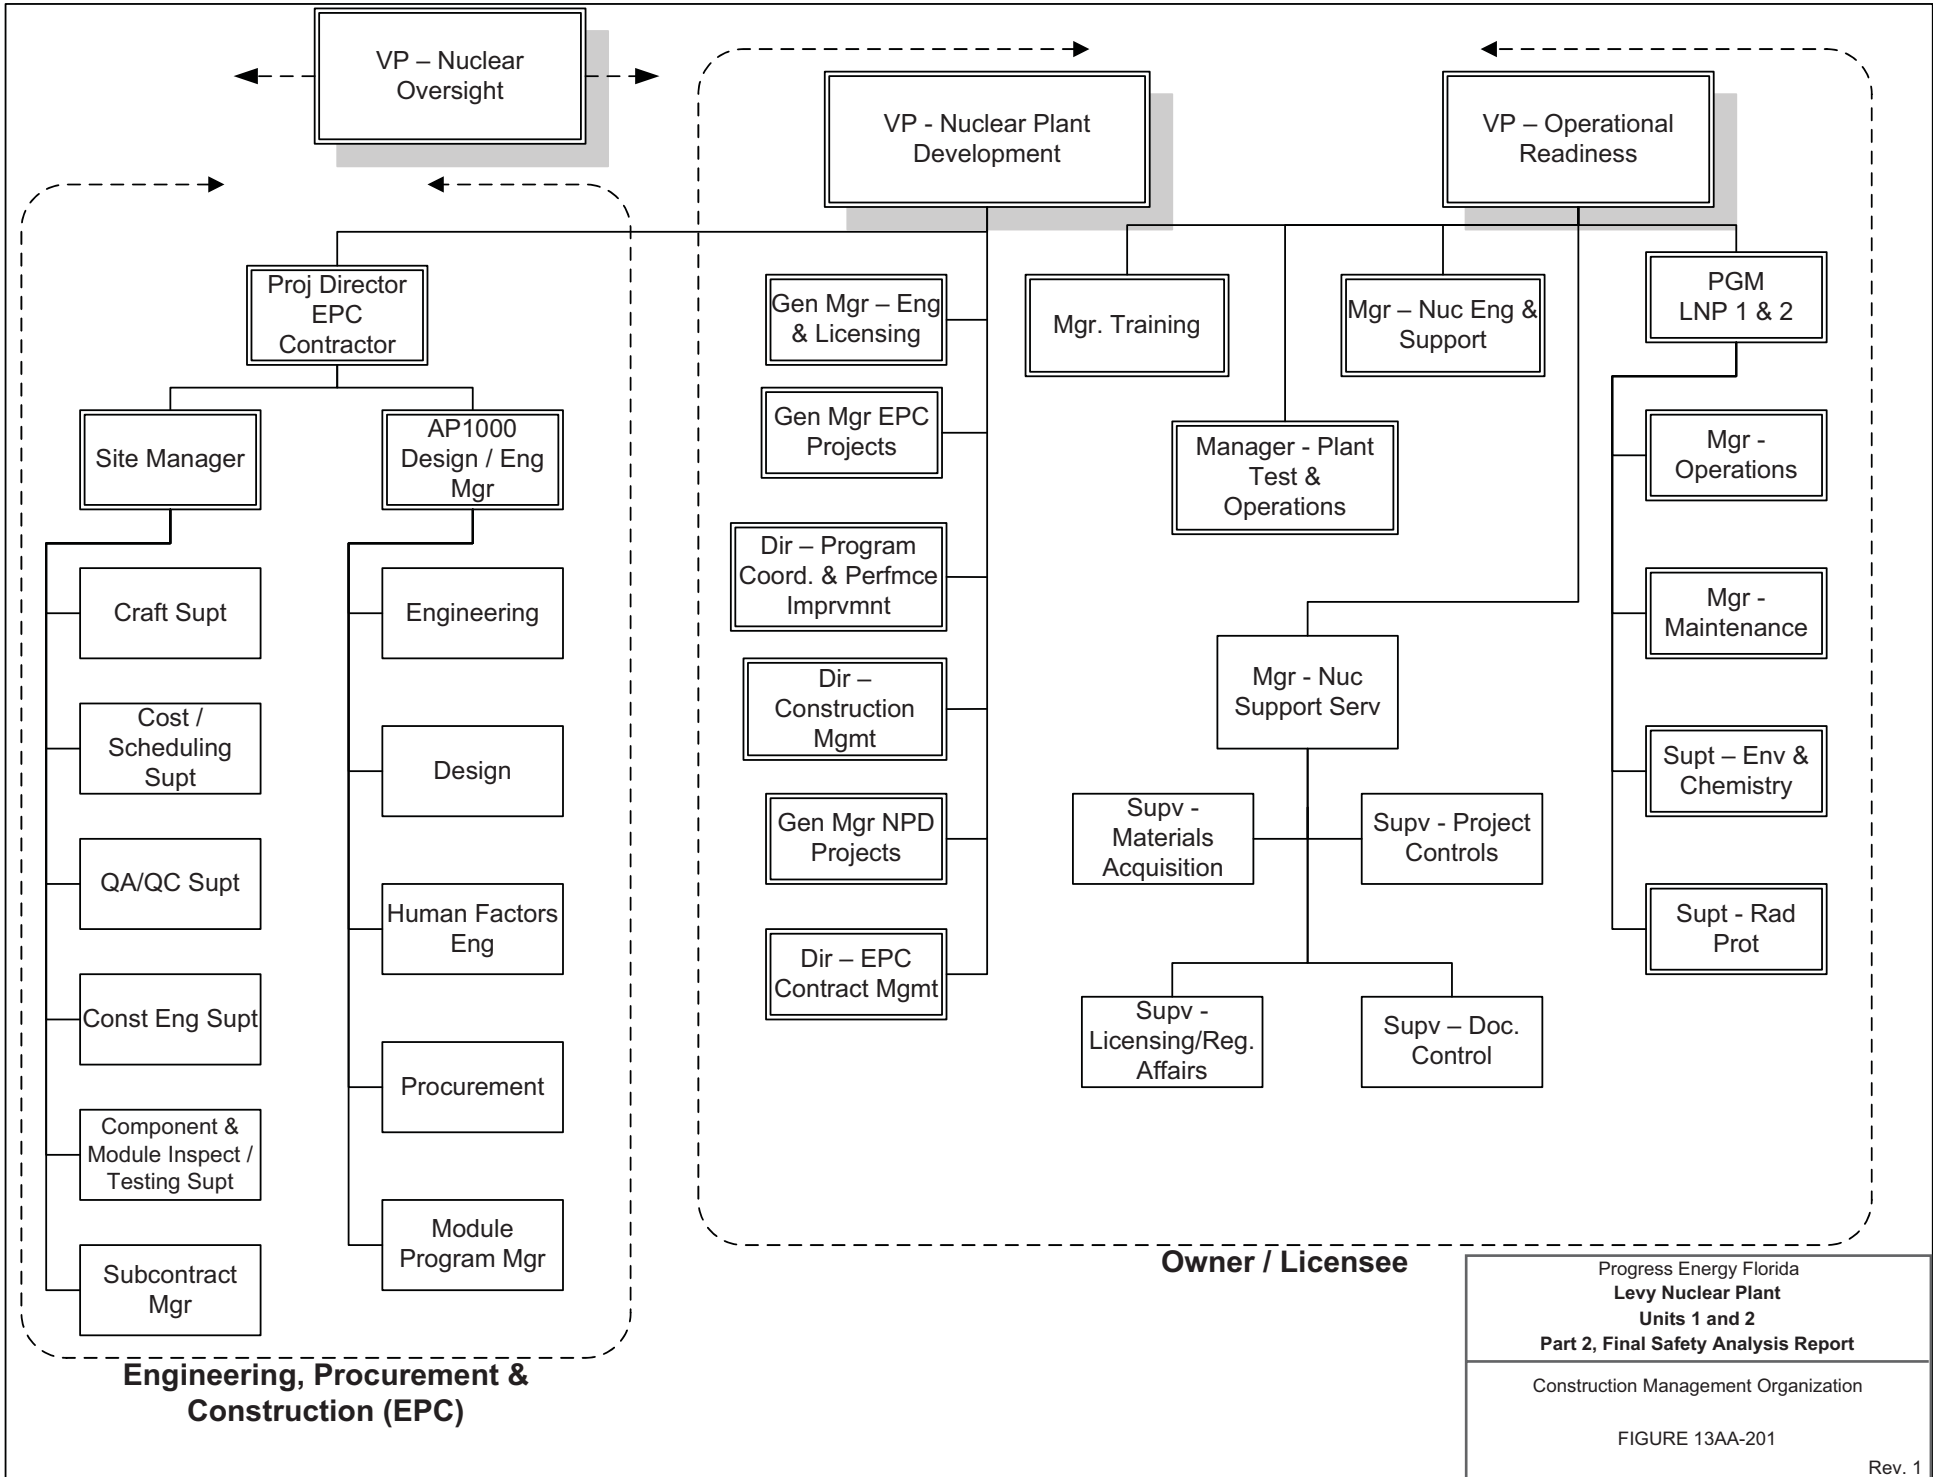 VP – Nuclear
Oversight
VP - Nuclear Plant
Development
VP – Operational
Readiness
Proj Director
EPC
Contractor
Site Manager
AP1000
Design / Eng
Mgr
Craft Supt
Cost /
Scheduling
Supt
QA/QC Supt
Const Eng Supt
Component &
Module Inspect /
Testing Supt
Subcontract
Mgr
Engineering
Design
Human Factors
Eng
Procurement
Module
Program Mgr
Engineering, Procurement &
Construction (EPC)
Gen Mgr – Eng
& Licensing
Gen Mgr EPC
Projects
Dir – Program
Coord. & Perfmce
Imprvmnt
Dir –
Construction
Mgmt
Gen Mgr NPD
Projects
Dir – EPC
Contract Mgmt
Mgr. Training
Manager - Plant
Test &
Operations
Mgr – Nuc Eng &
Support
Mgr - Nuc
Support Serv
Supv -
Materials
Acquisition
Supv - Project
Controls
Supv -
Licensing/Reg.
Affairs
Supv – Doc.
Control
PGM
LNP 1 & 2
Mgr -
Operations
Mgr -
Maintenance
Supt – Env &
Chemistry
Supt - Rad
Prot
Owner / Licensee
Progress Energy Florida
Levy Nuclear Plant
Units 1 and 2
Part 2, Final Safety Analysis Report
Construction Management Organization
FIGURE 13AA-201
Rev. 1